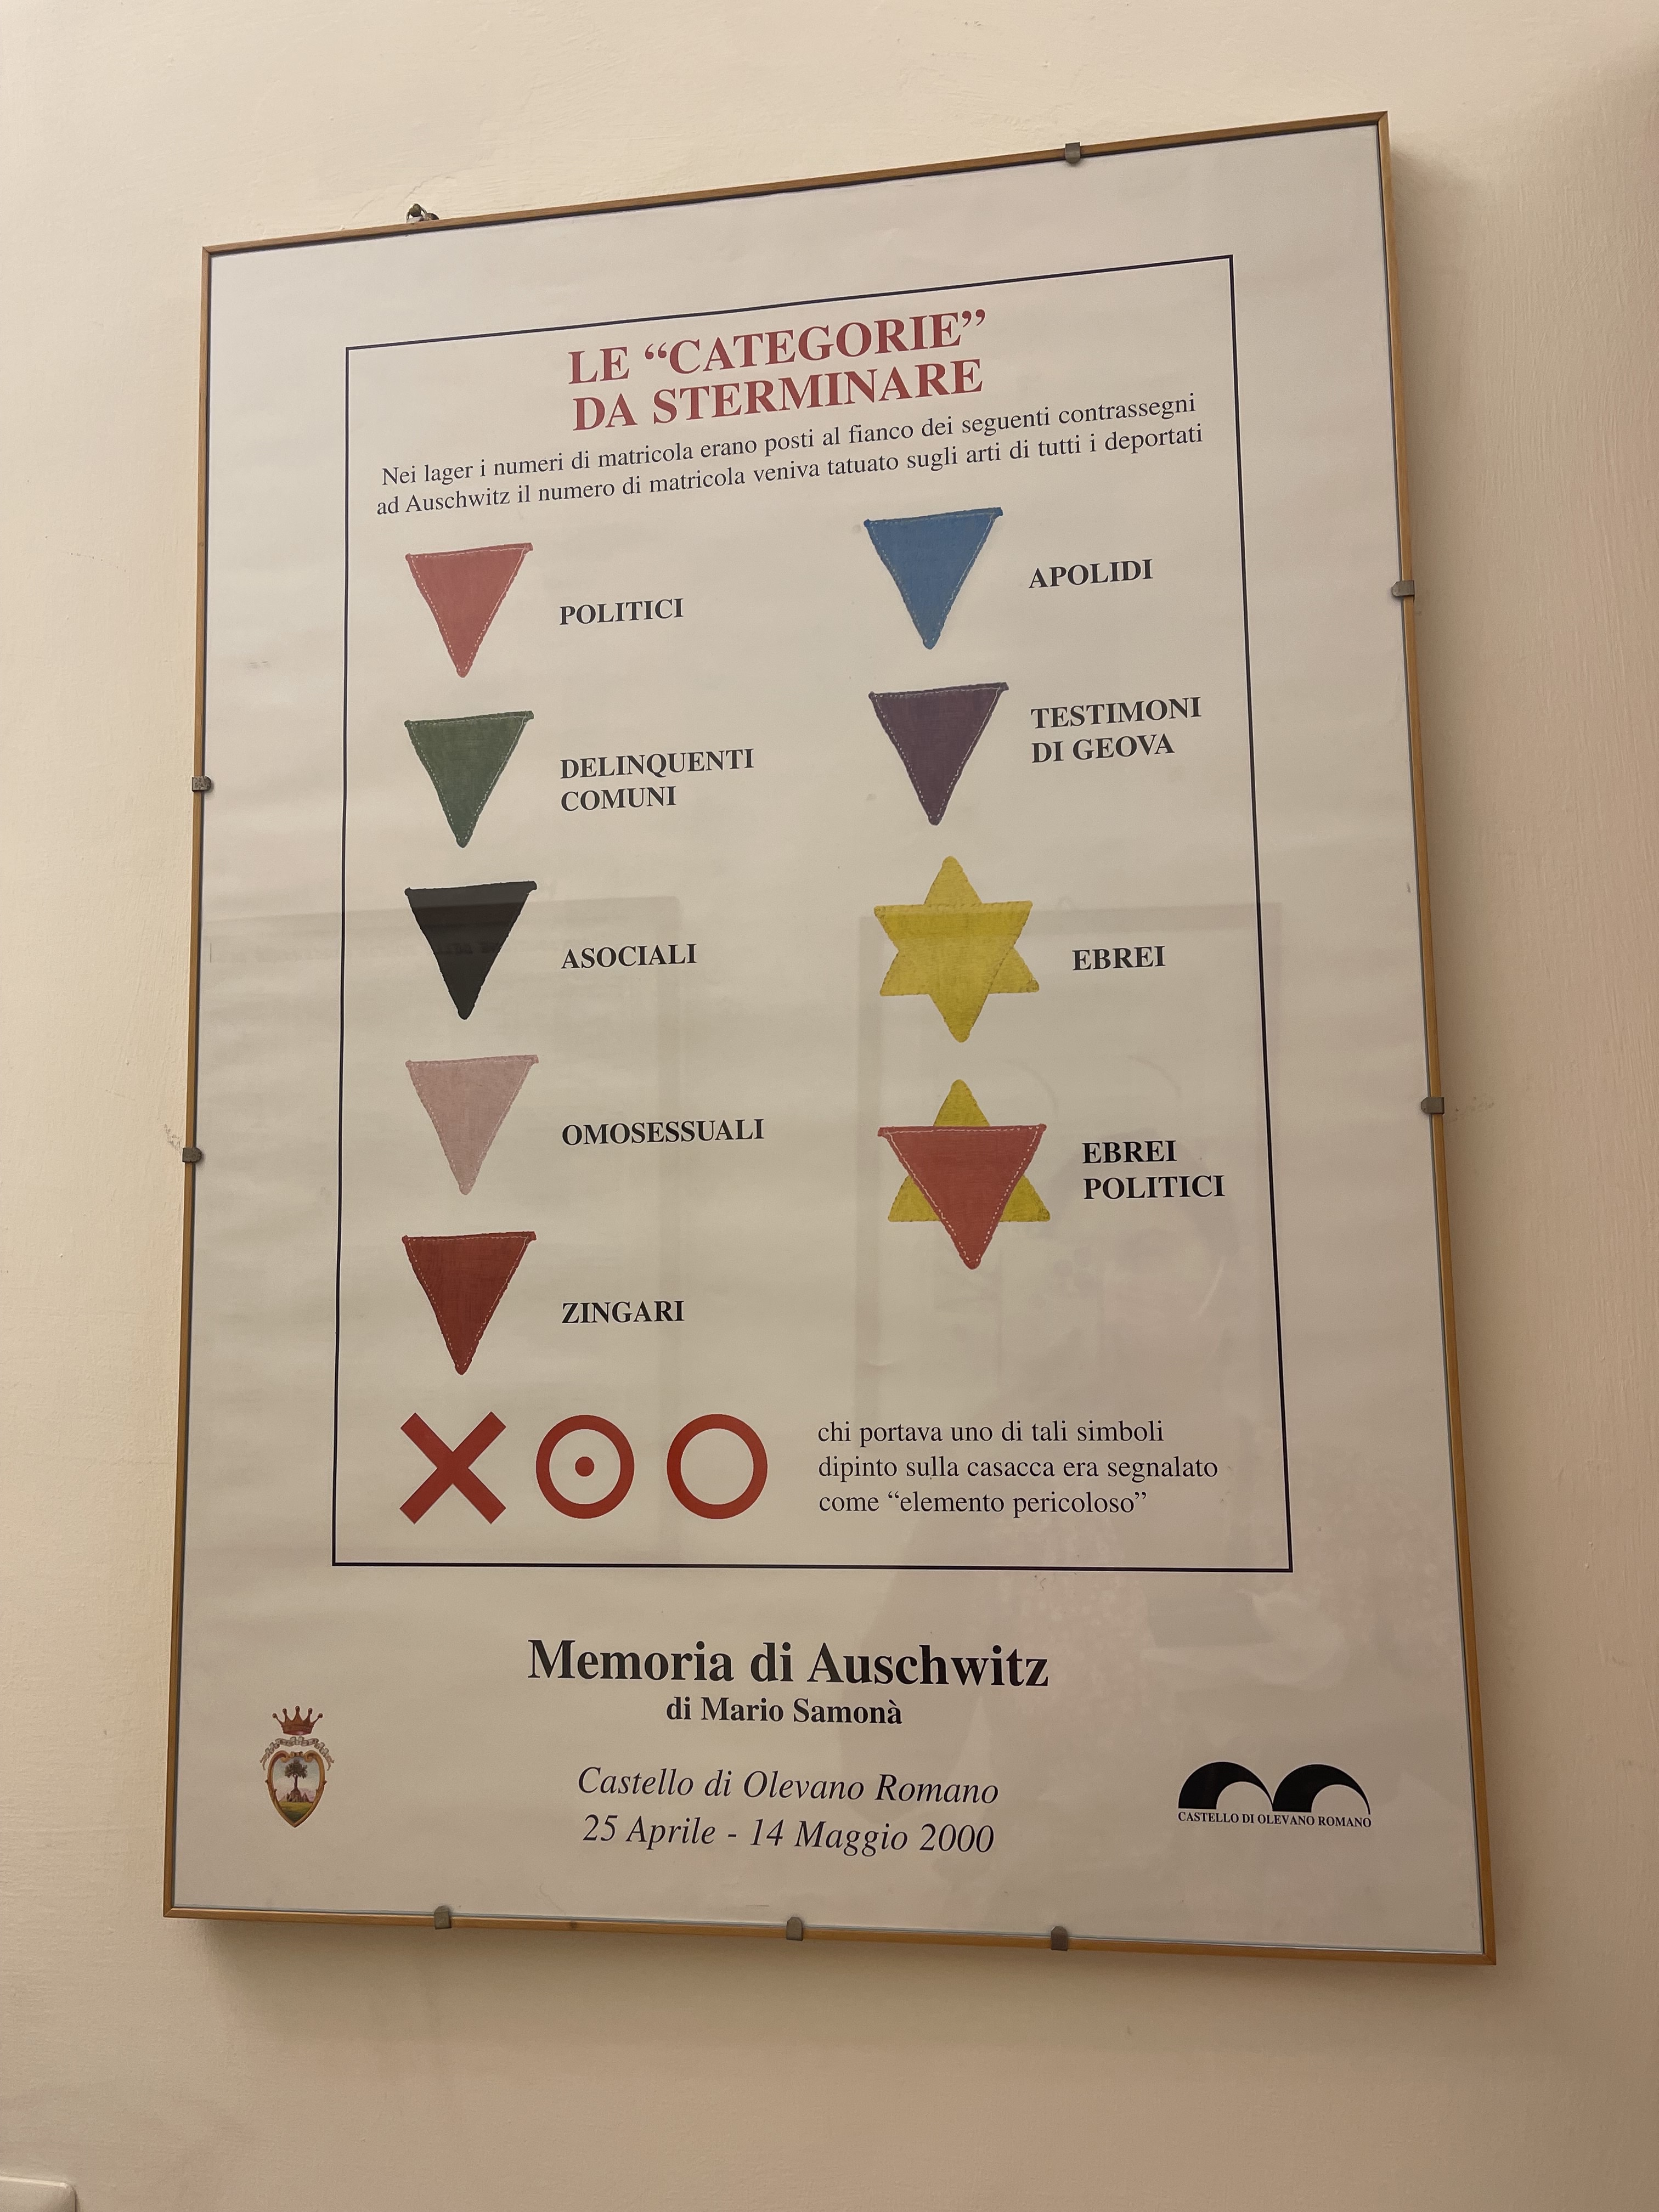 LE “CATEGORIE”
DA STERMINARE
Nei lager i numeri di matricola erano posti al fianco dei seguenti contrassegni
ad Auschwitz il numero di matricola veniva tatuato sugli arti di tutti i deportati
POLITICI
DELINQUENTI
COMUNI
ASOCIALI
OMOSESSUALI
ZINGARI
APOLIDI
TESTIMONI
DI GEOVA
EBREI
EBREI
POLITICI
chi portava uno di tali simboli
dipinto sulla casacca era segnalato
come “elemento pericoloso”
Memoria di Auschwitz
di Mario Samonà
Castello di Olevano Romano
25 Aprile - 14 Maggio 2000
CASTELLO DI OLEVANO ROMANO